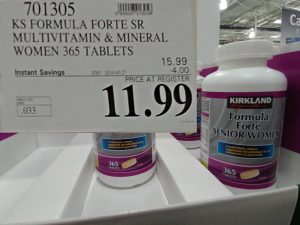 701305
KS FORMULA FORTE SR
MULTIVITAMIN & MINERAL
WOMEN 365 TABLETS
15.99
Instant Savings
-4.00
PRICE AT REGISTER
11.99
.033
KIRKLAND
Formula
Forte
SENIOR WOMEN
365
365